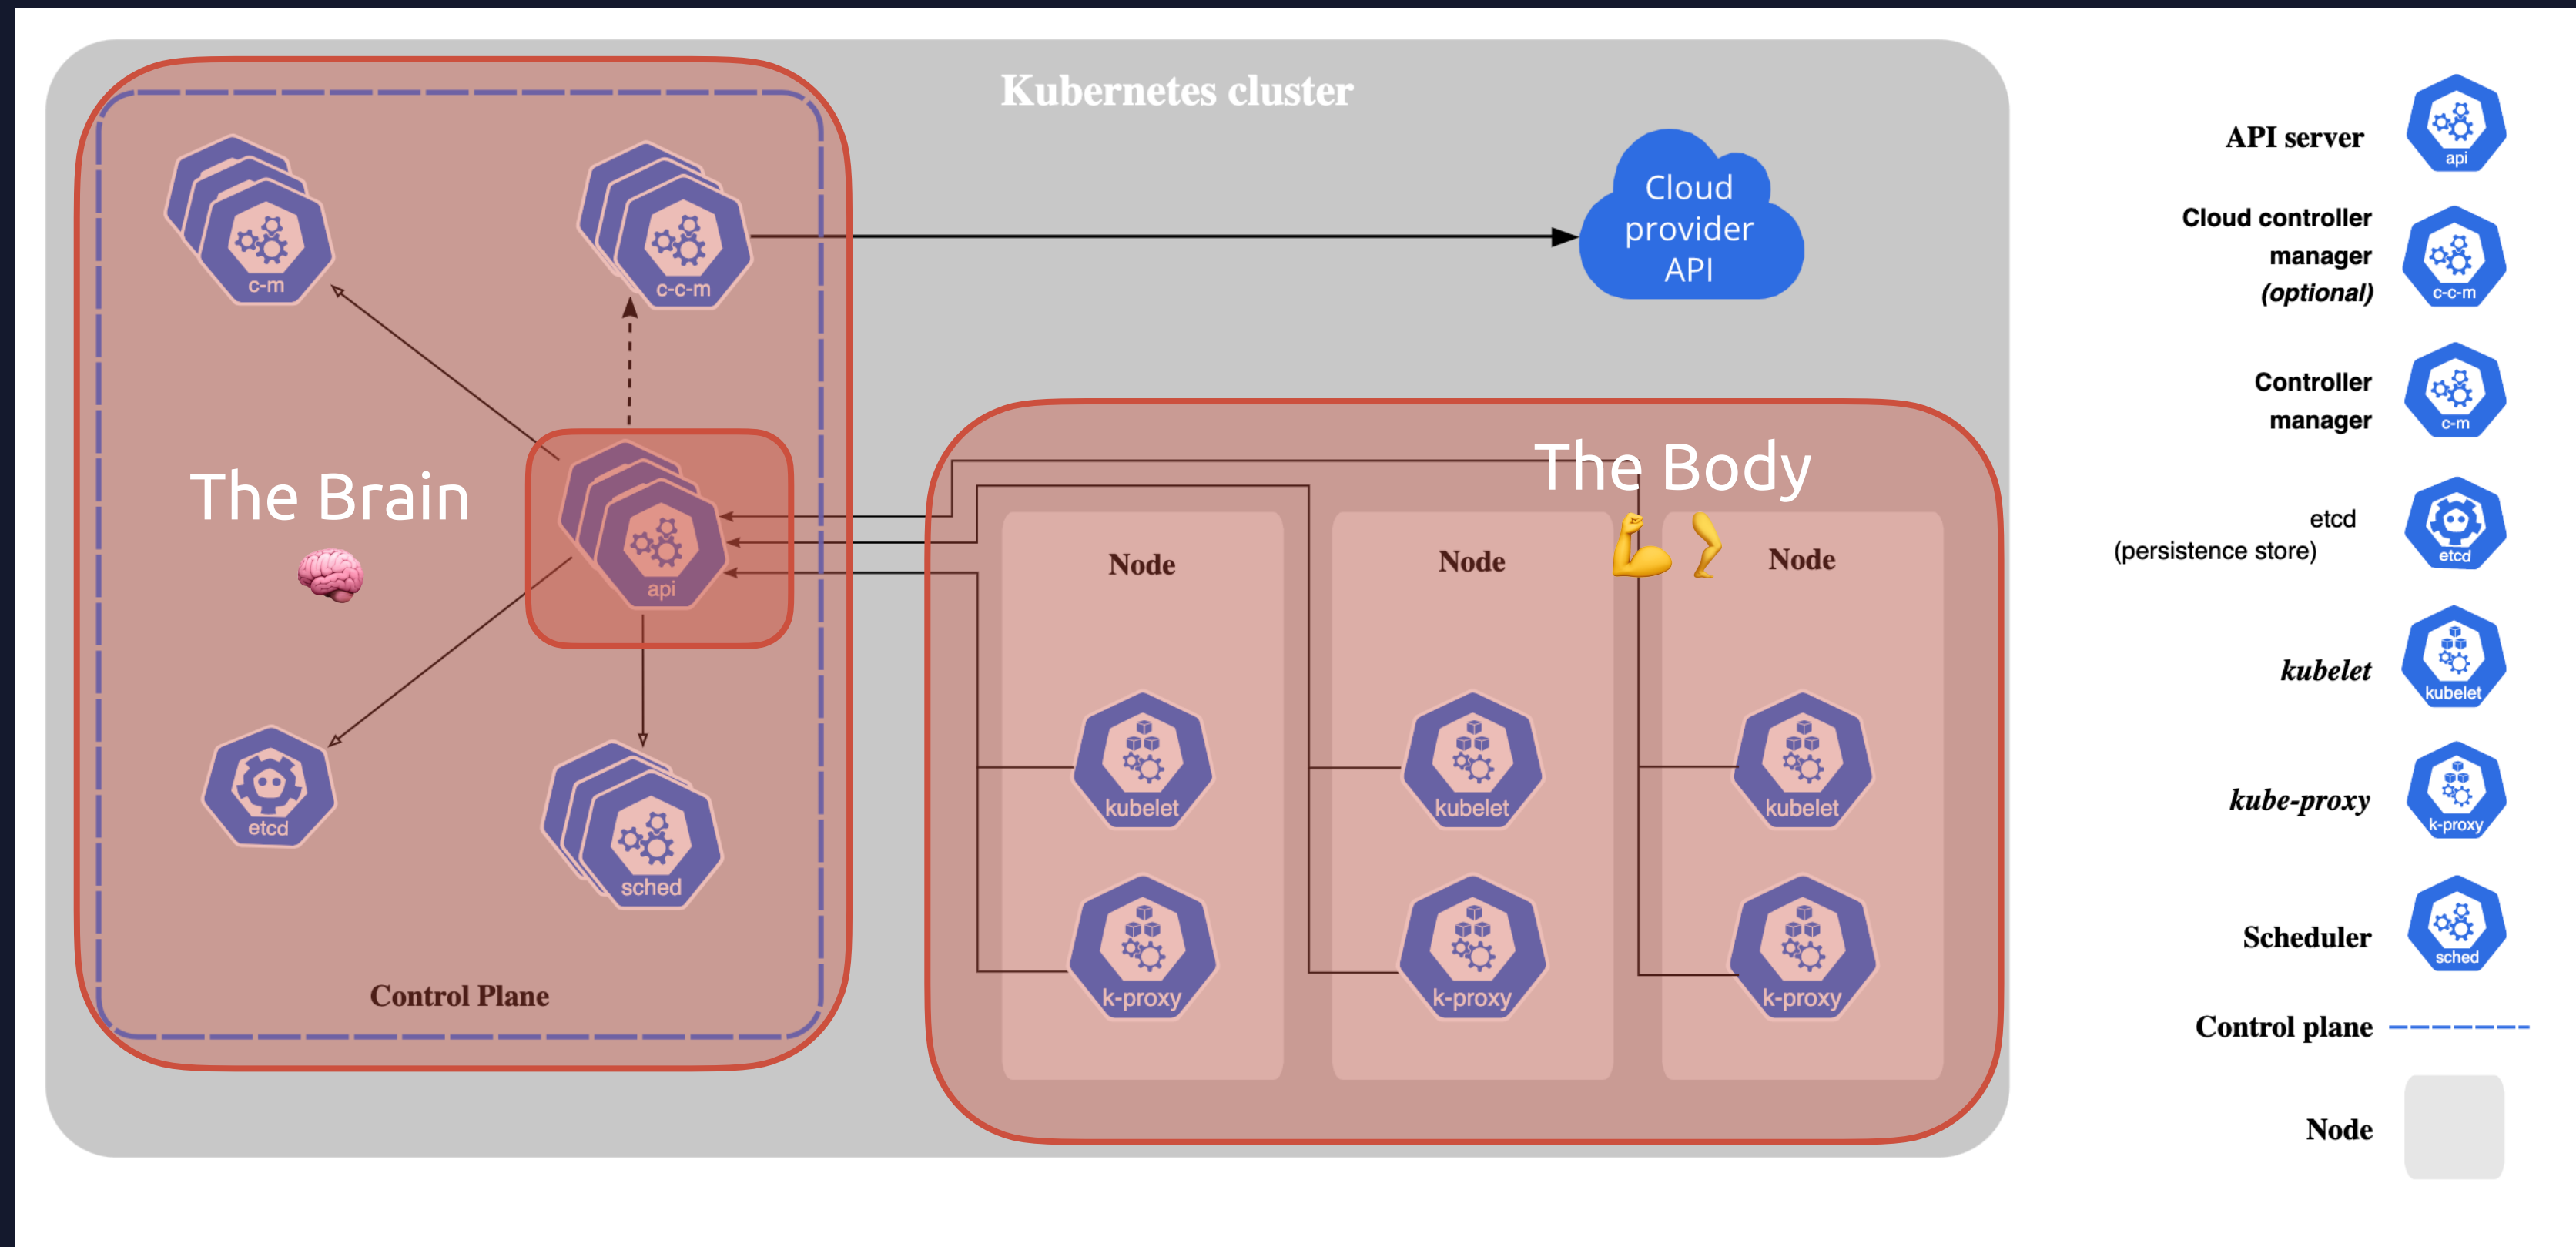 Kubernetes cluster
c-m
c-c-m
Cloud
provider
API
The Brain
api
etcd
sched
Control Plane
The Body
Node
Node
Node
kubelet
kubelet
kubelet
k-proxy
k-proxy
k-proxy
API server
api
Cloud controller
manager
(optional)
c-c-m
Controller
manager
c-m
etcd
(persistence store)
etcd
kubelet
kubelet
kube-proxy
k-proxy
Scheduler
sched
Control plane
Node